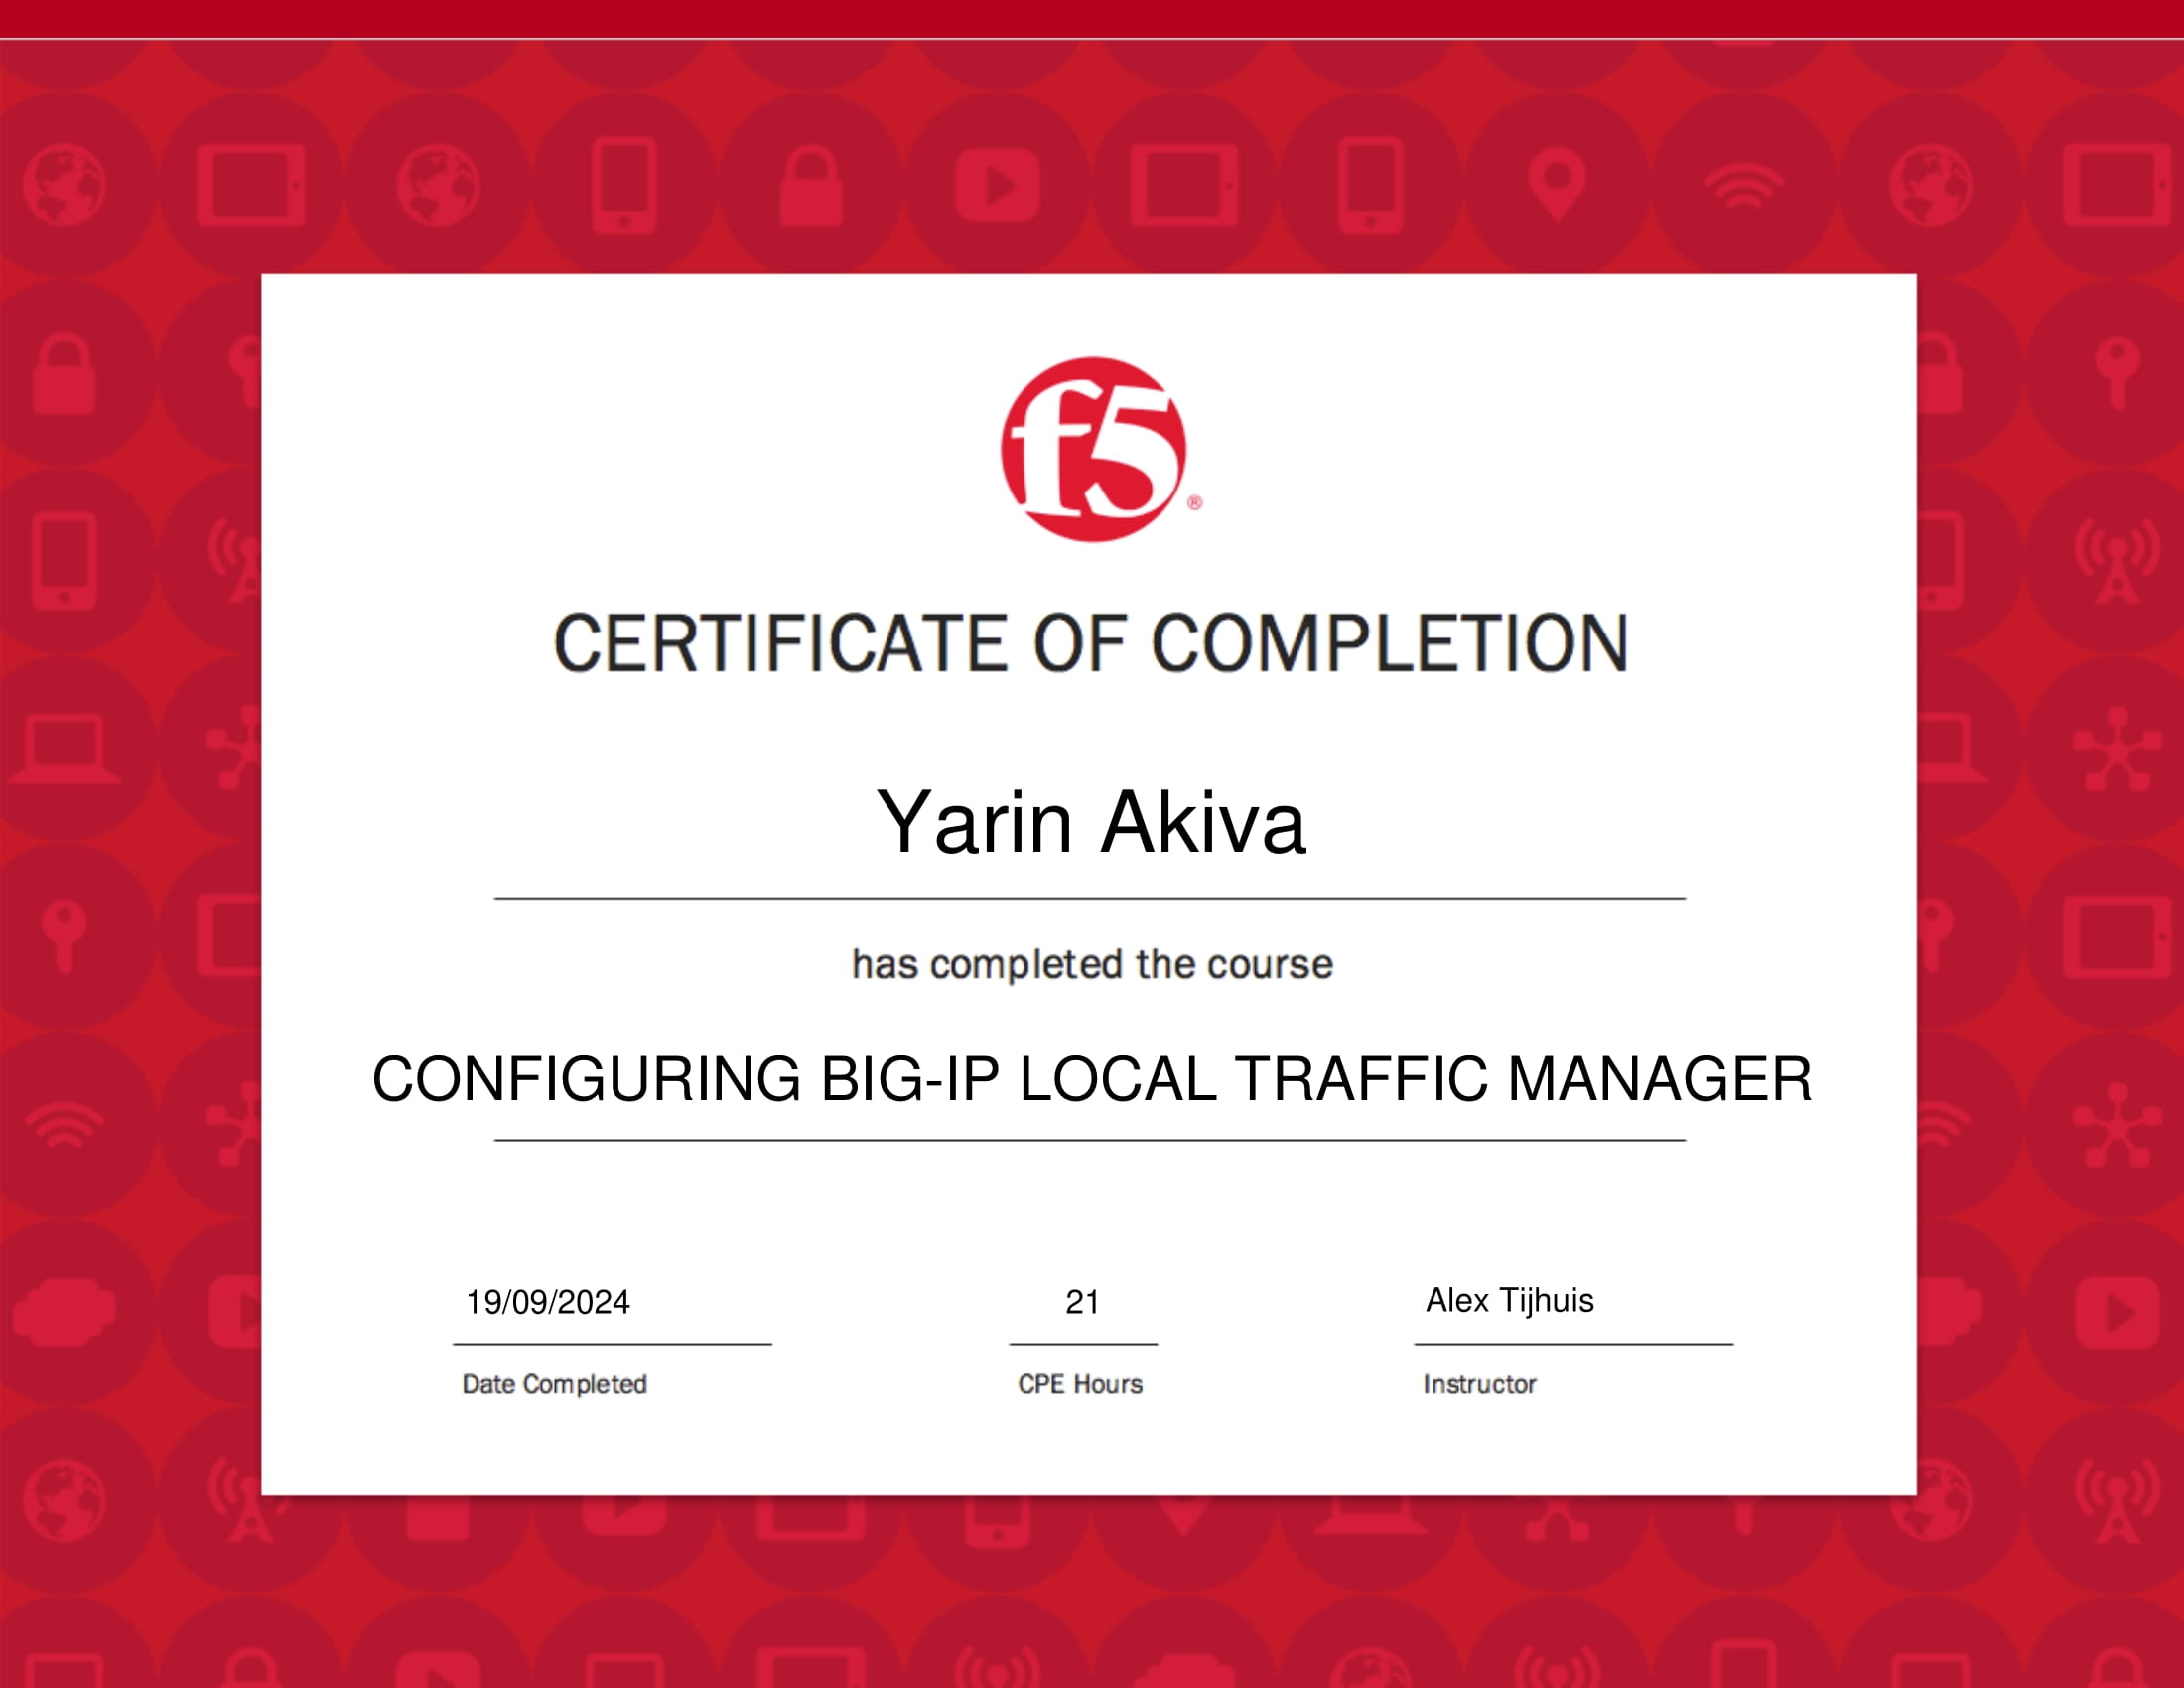 f5®
CERTIFICATE OF COMPLETION
Yarin Akiva
has completed the course
CONFIGURING BIG-IP LOCAL TRAFFIC MANAGER
19/09/2024 21 Alex Tijhuis
Date Completed CPE Hours Instructor